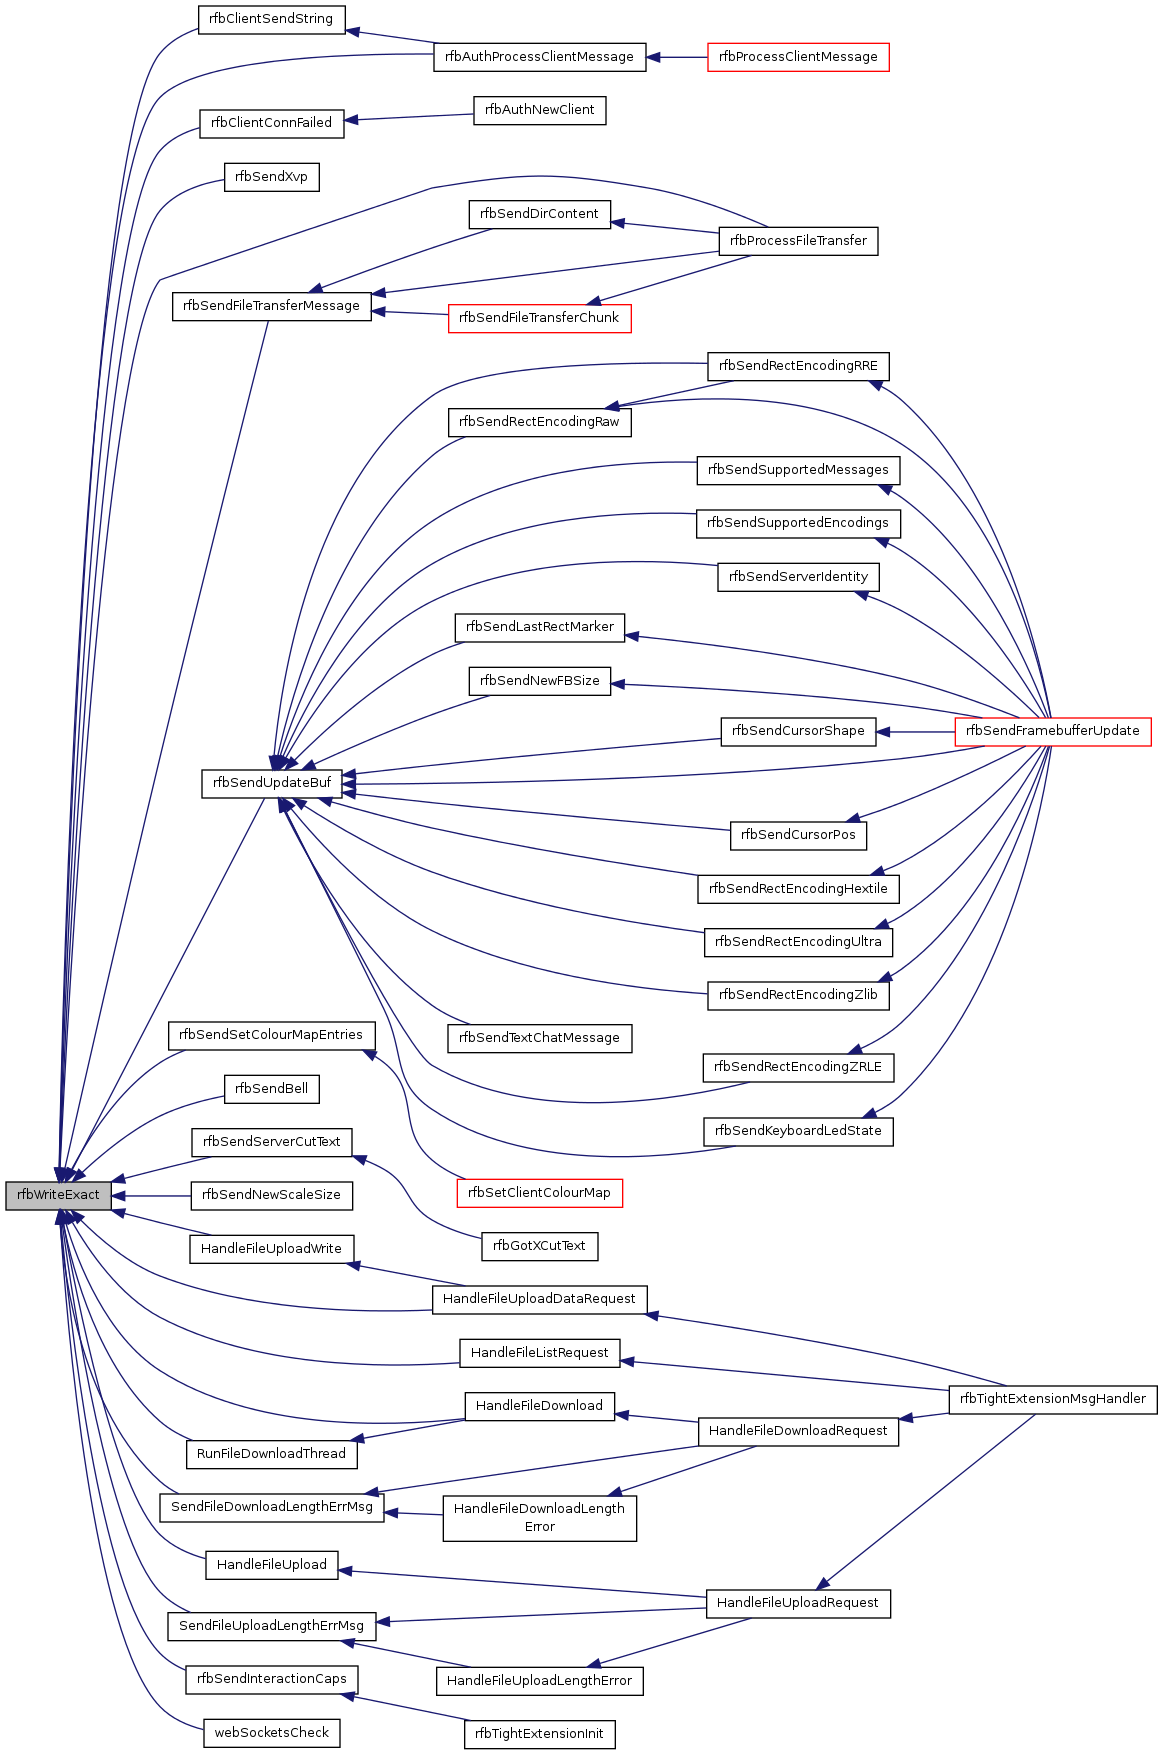 rfbClientSendString
rfbAuthProcessClientMessage
rfbProcessClientMessage
rfbAuthNewClient
rfbClientConnFailed
rfbSendXvp
rfbSendDirContent
rfbProcessFileTransfer
rfbSendFileTransferMessage
rfbSendFileTransferChunk
rfbSendRectEncodingRRE
rfbSendRectEncodingRaw
rfbSendSupportedMessages
rfbSendSupportedEncodings
rfbSendServerIdentity
rfbSendLastRectMarker
rfbSendNewFBSize
rfbSendCursorShape
rfbSendFramebufferUpdate
rfbSendUpdateBuf
rfbSendCursorPos
rfbSendRectEncodingHextile
rfbSendRectEncodingUltra
rfbSendRectEncodingZlib
rfbSendSetColourMapEntries
rfbSendTextChatMessage
rfbSendRectEncodingZRLE
rfbSendBell
rfbSendKeyboardLedState
rfbSendServerCutText
rfbWriteExact
rfbSendNewScaleSize
rfbSetClientColourMap
rfbGotXCutText
HandleFileUploadWrite
HandleFileUploadDataRequest
HandleFileListRequest
rfbTightExtensionMsgHandler
HandleFileDownload
HandleFileDownloadRequest
RunFileDownloadThread
SendFileDownloadLengthErrMsg
HandleFileDownloadLength
Error
HandleFileUpload
HandleFileUploadRequest
SendFileUploadLengthErrMsg
HandleFileUploadLengthError
rfbSendInteractionCaps
rfbTightExtensionInit
webSocketsCheck